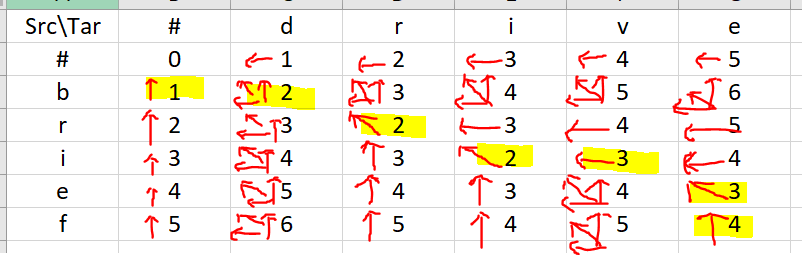 Src\Tar # d r i v e
# 0 1 2 3 4 5
b 1 2 3 4 5 6
r 2 3 2 3 4 5
i 3 4 3 2 3 4
e 4 5 4 3 4 3
f 5 6 5 4 5 4